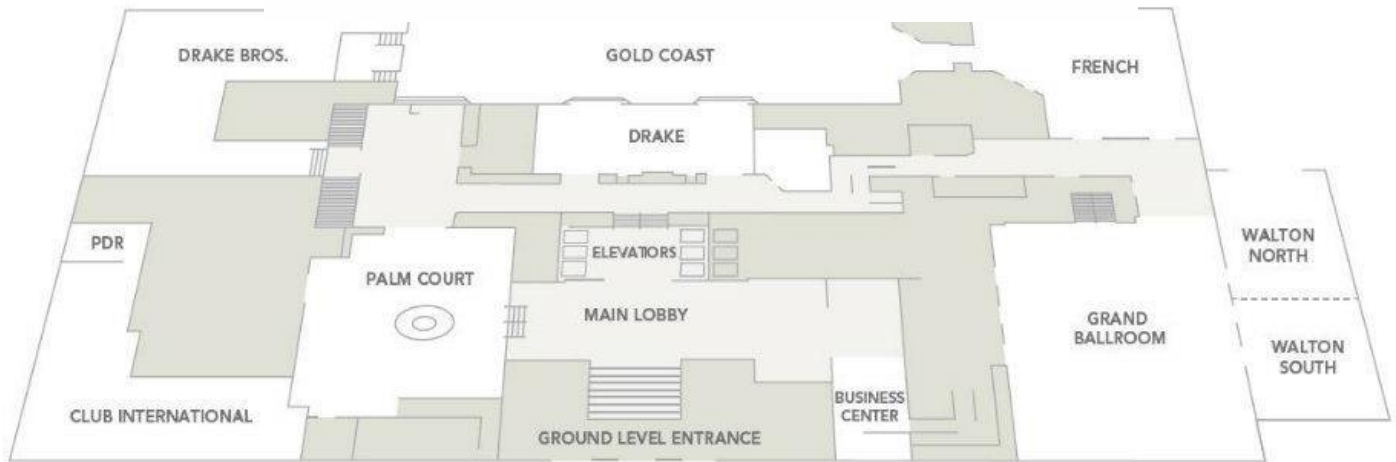 DRAKE BROS.
GOLD COAST
FRENCH
DRAKE
PDR
PALM COURT
ELEVATIORS
WALTON
NORTH
MAIN LOBBY
GRAND
BALLROOM
WALTON
SOUTH
CLUB INTERNATIONAL
BUSINESS
CENTER
GROUND LEVEL ENTRANCE